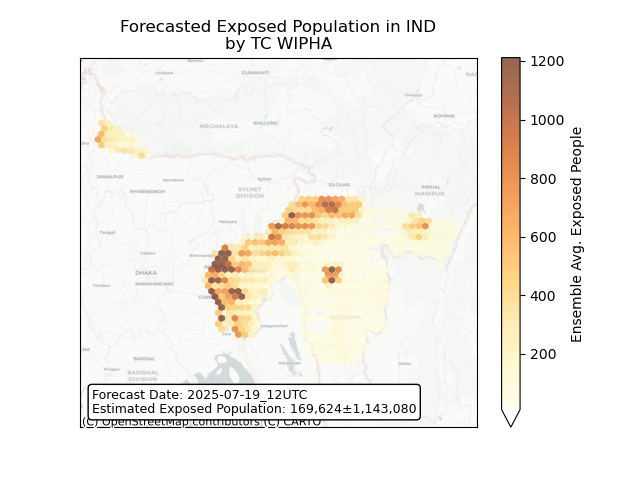 Forecasted Exposed Population in IND
by TC WIPHA
GUWAHATI
MEGHALAYA
SHILLONG
KOHIMA
JAMALPUR
MYMENSINGH
Sylhet
SYLHET
DIVISION
SILCHAR
IMPHAL
MANIPUR
Tangail
DHAKA
NARAYANGANJ
MIZORAM
BARISAL
BARISHAL
DIVISION
Forecast Date: 2025-07-19_12UTC
Estimated Exposed Population: 169,624±1,143,080
(C) OpenStreetMap contributors (C) CARTO
1200
1000
800
600
400
200
Ensemble Avg. Exposed People